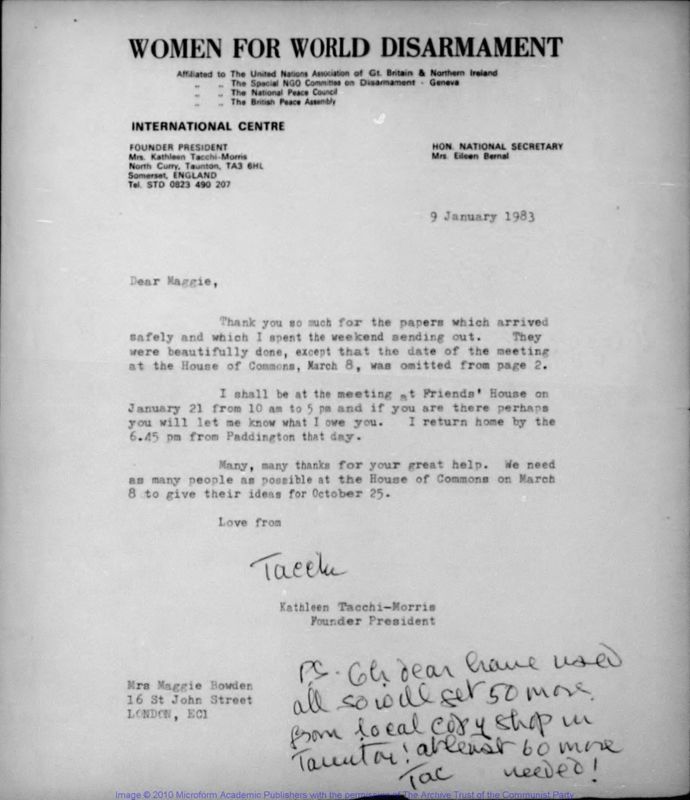 WOMEN FOR WORLD DISARMAMENT
Affiliated to The United Nations Association of Gt. Britain & Northern Ireland
" " The Special NGO Committee on Disarmament - Geneva
" " The National Peace Council
" " The British Peace Assembly
INTERNATIONAL CENTRE
FOUNDER PRESIDENT
Mrs. Kathleen Tacchi-Morris
North Curry, Taunton, TA3 6HL
Somerset, ENGLAND
Tel. STD 0823 490 207
HON. NATIONAL SECRETARY
Mrs. Eileen Bernal
9 January 1983
Dear Maggie,
Thank you so much for the papers which arrived
safely and which I spent the weekend sending out. They
were beautifully done, except that the date of the meeting
at the House of Commons, March 8, was omitted from page 2.
I shall be at the meeting at Friends' House on
January 21 from 10 am to 5 pm and if you are there perhaps
you will let me know what I owe you. I return home by the
6.45 pm from Paddington that day.
Many, many thanks for your great help. We need
as many people as possible at the House of Commons on March
8 to give their ideas for October 25.
Love from
Tacchi
Kathleen Tacchi-Morris
Founder President
Mrs Maggie Bowden
16 St John Street
LONDON, EC1
P.S. Oh dear have used
all so will get 50 more
from local copy shop in
Taunton! at least 60 more
Tac needed!
Image © 2010 Microform Academic Publishers with the permission of The Archive Trust of the Communist Party